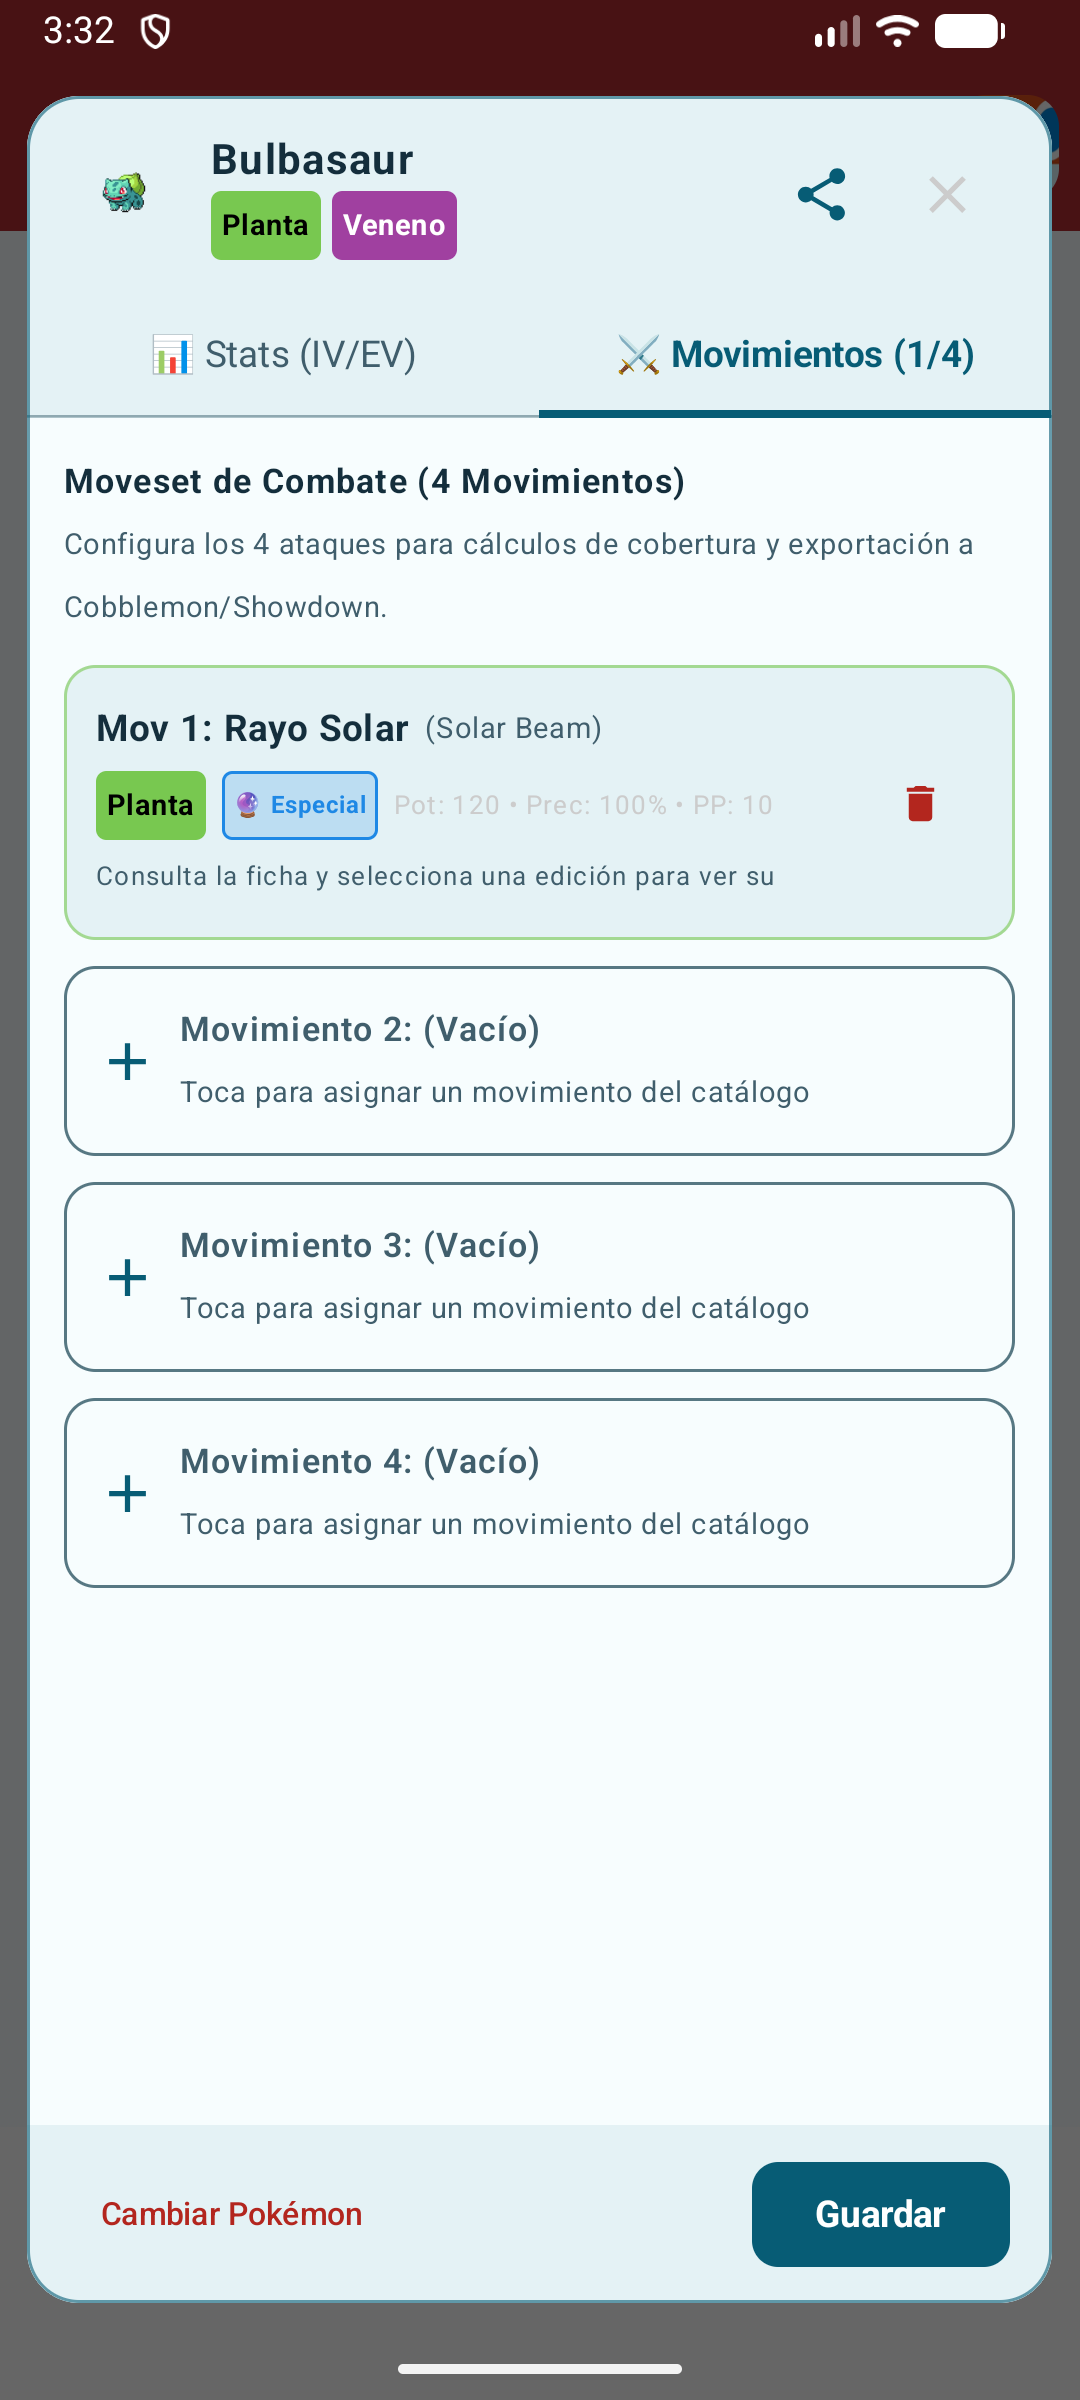 3:32
Bulbasaur
Planta Veneno
📊 Stats (IV/EV)
⚔️ Movimientos (1/4)
Moveset de Combate (4 Movimientos)
Configura los 4 ataques para cálculos de cobertura y exportación a
Cobblemon/Showdown.
Mov 1: Rayo Solar (Solar Beam)
Planta 🔮 Especial Pot: 120 • Prec: 100% • PP: 10
Consulta la ficha y selecciona una edición para ver su
Movimiento 2: (Vacío)
Toca para asignar un movimiento del catálogo
Movimiento 3: (Vacío)
Toca para asignar un movimiento del catálogo
Movimiento 4: (Vacío)
Toca para asignar un movimiento del catálogo
Cambiar Pokémon
Guardar